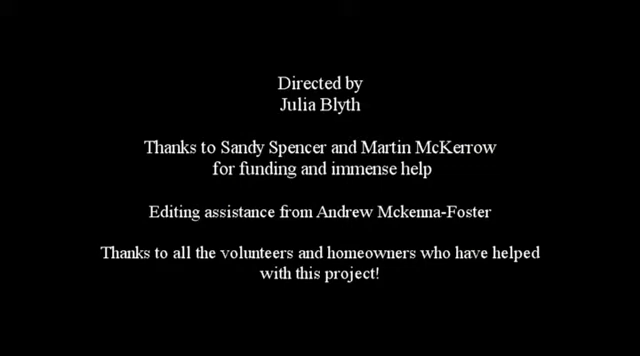 Directed by
Julia Blyth
Thanks to Sandy Spencer and Martin McKerrow
for funding and immense help
Editing assistance from Andrew Mckenna-Foster
Thanks to all the volunteers and homeowners who have helped
with this project!